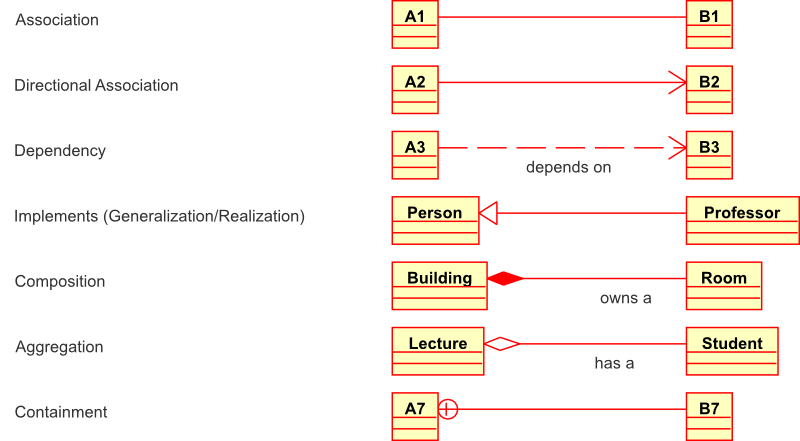 Association A1 B1
Directional Association A2 B2
Dependency A3 B3
depends on
Implements (Generalization/Realization) Person Professor
Composition Building Room
owns a
Aggregation Lecture Student
has a
Containment A7 B7